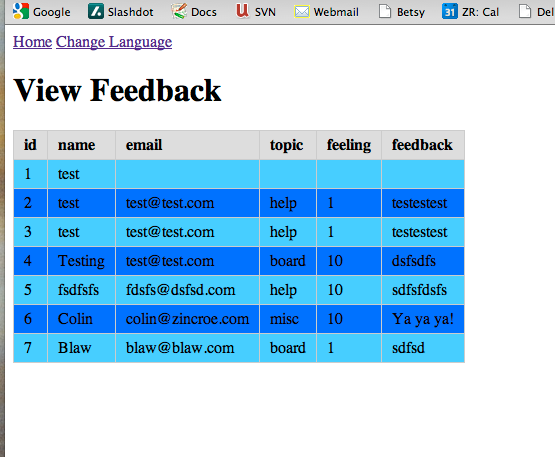 Google Slashdot Docs SVN Webmail Betsy 31 ZR: Cal Del
Home Change Language
View Feedback
id name email topic feeling feedback
1 test
2 test test@test.com help 1 testestest
3 test test@test.com help 1 testestest
4 Testing test@test.com board 10 dsfsdfs
5 fsdfsfs fdsfs@dsfsd.com help 10 sdfsfdsfs
6 Colin colin@zincroe.com misc 10 Ya ya ya!
7 Blaw blaw@blaw.com board 1 sdfsd